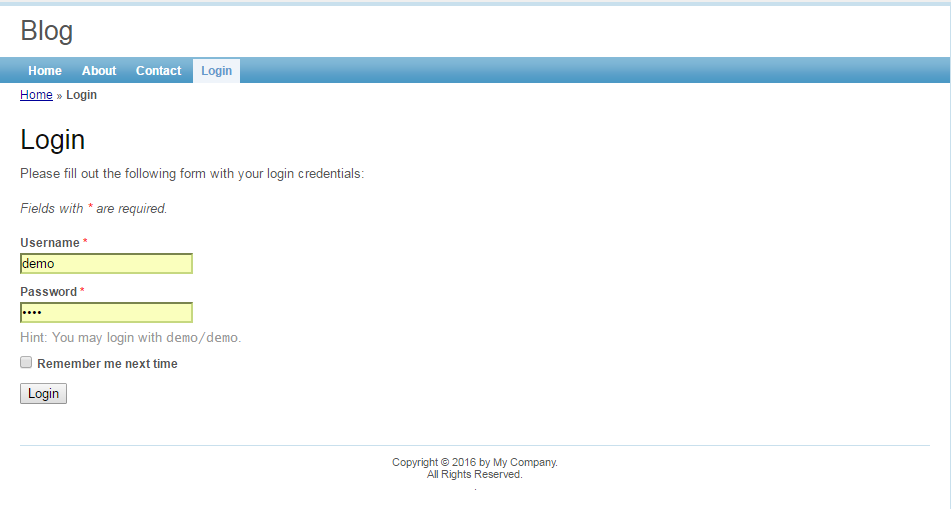 Blog
Home About Contact Login
Home » Login
Login
Please fill out the following form with your login credentials:
Fields with * are required.
Username *
demo
Password *
••••
Hint: You may login with demo/demo.
Remember me next time
Login
Copyright © 2016 by My Company.
All Rights Reserved.
.